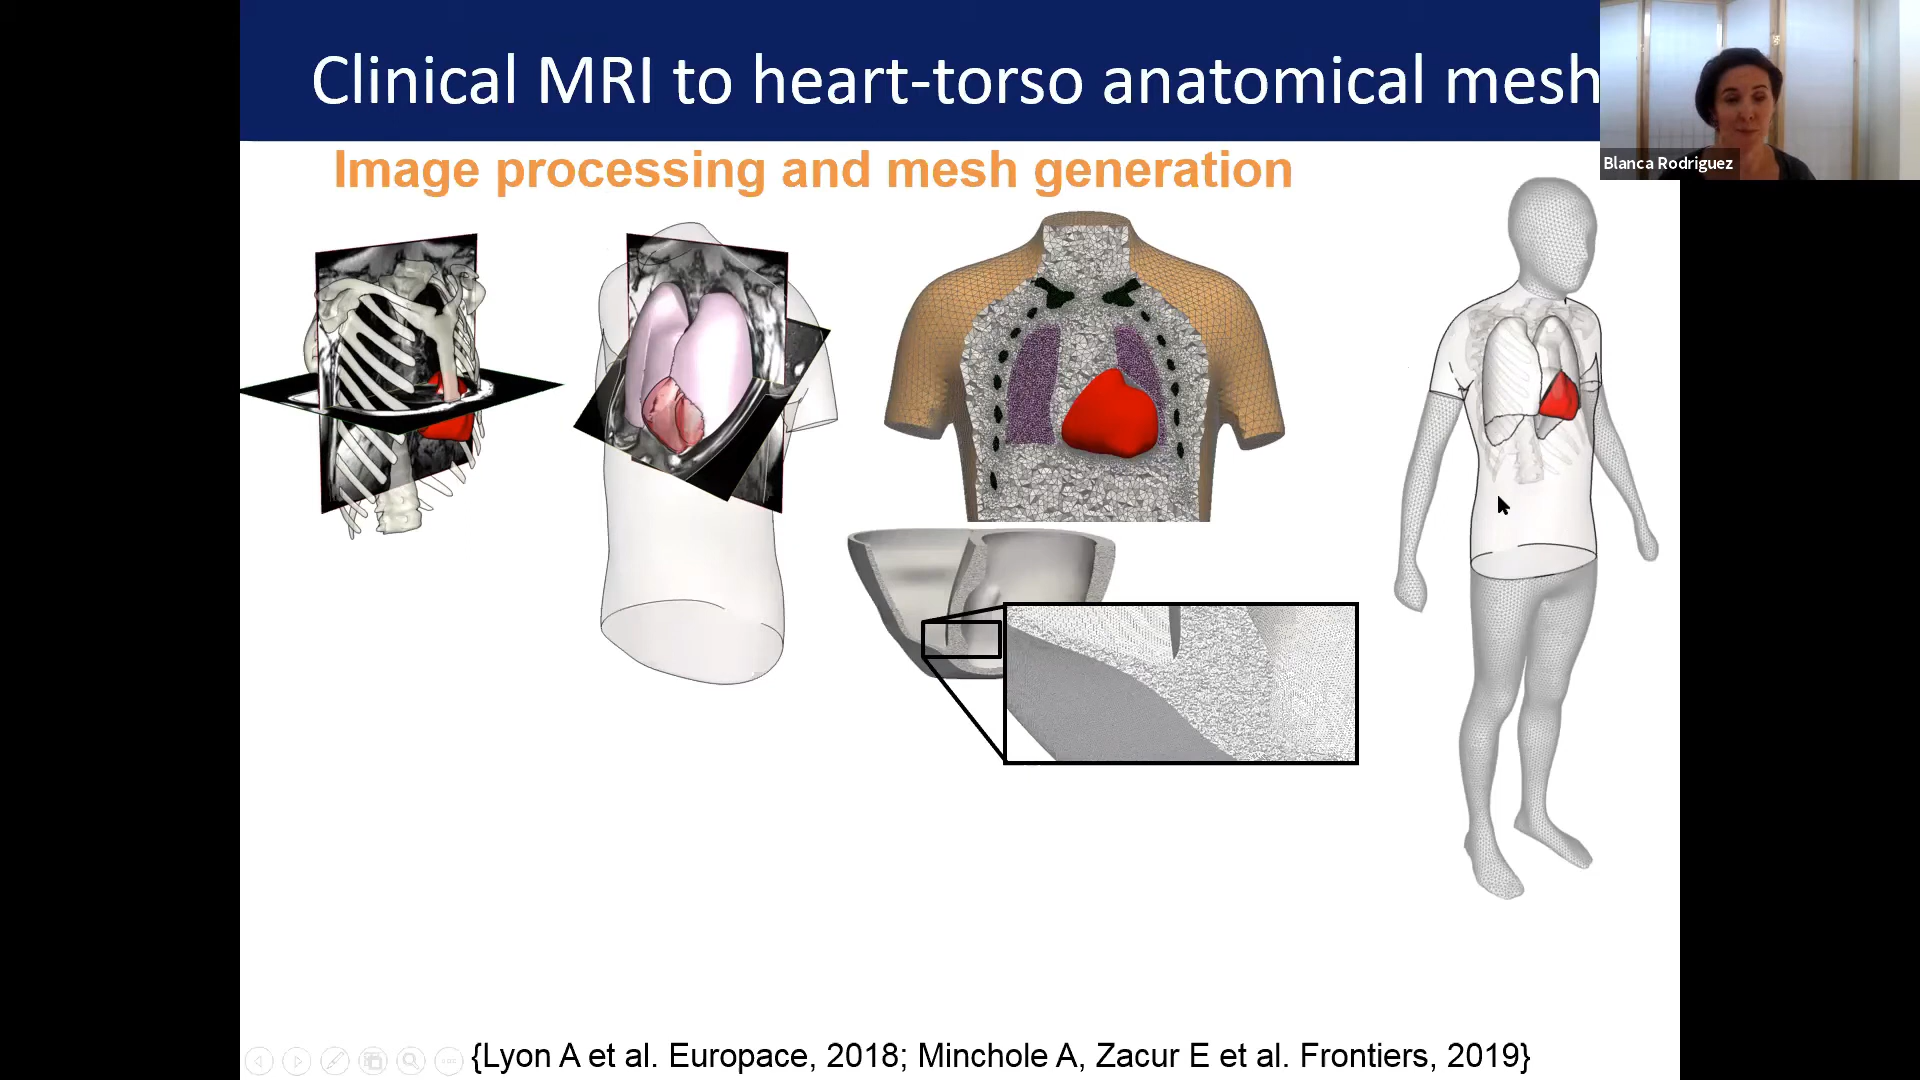 Clinical MRI to heart-torso anatomical mesh
Blanca Rodriguez
Image processing and mesh generation
{Lyon A et al. Europace, 2018; Minchole A, Zacur E et al. Frontiers, 2019}